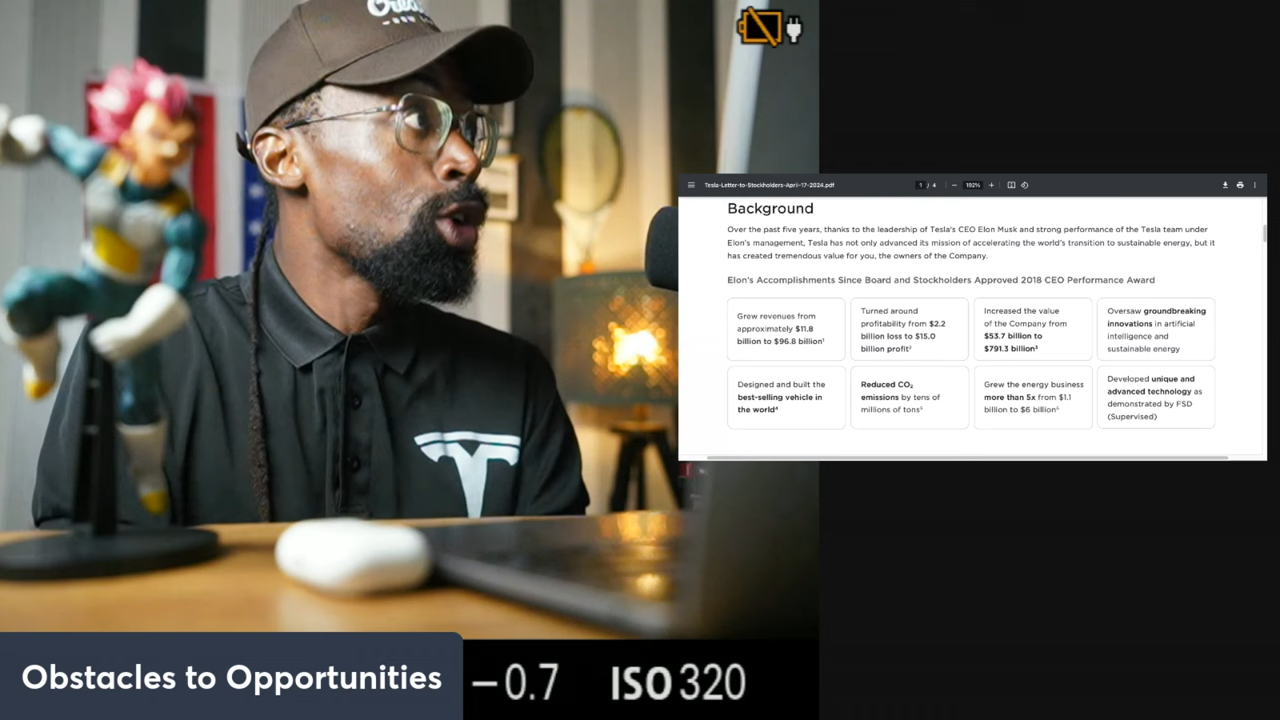 Tesla-Letter-to-Stockholders-April-17-2024.pdf
1 / 4
192%
Background
Over the past five years, thanks to the leadership of Tesla's CEO Elon Musk and strong performance of the Tesla team under
Elon's management, Tesla has not only advanced its mission of accelerating the world's transition to sustainable energy, but it
has created tremendous value for you, the owners of the Company.
Elon's Accomplishments Since Board and Stockholders Approved 2018 CEO Performance Award
Grew revenues from
approximately $11.8
billion to $96.8 billion¹
Turned around
profitability from $2.2
billion loss to $15.0
billion profit²
Increased the value
of the Company from
$53.7 billion to
$791.3 billion³
Oversaw groundbreaking
innovations in artificial
intelligence and
sustainable energy
Designed and built the
best-selling vehicle in
the world⁴
Reduced CO₂
emissions by tens of
millions of tons⁵
Grew the energy business
more than 5x from $1.1
billion to $6 billion⁶
Developed unique and
advanced technology as
demonstrated by FSD
(Supervised)
Obstacles to Opportunities
−0.7
ISO 320